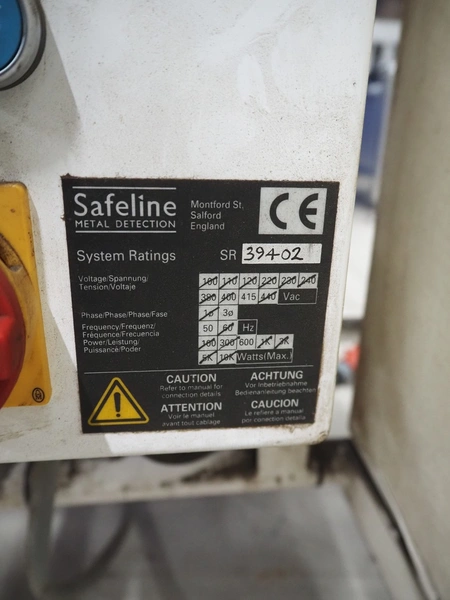 Safeline
METAL DETECTION
Montford St.
Salford
England
CE
System Ratings SR 39402
Voltage/Spannung/
Tension/Voltaje
100 110 120 220 230 240
380 400 415 440 Vac
Phase/Phase/Phase/Fase
1ø 3ø
Frequency/Frequenz/
Fréquence/Frecuencia
50 60 Hz
Power/Leistung/
Puissance/Poder:
100 300 600 1K 2K
5K 10K Watts(Max.)
CAUTION
Refer to manual for
connection details
ACHTUNG
Vor Inbetriebnahme
Bedienanleitung beachten
ATTENTION
Voir le manuel
avant tout cablage
CAUCION
Le refiere a manual
por connection details